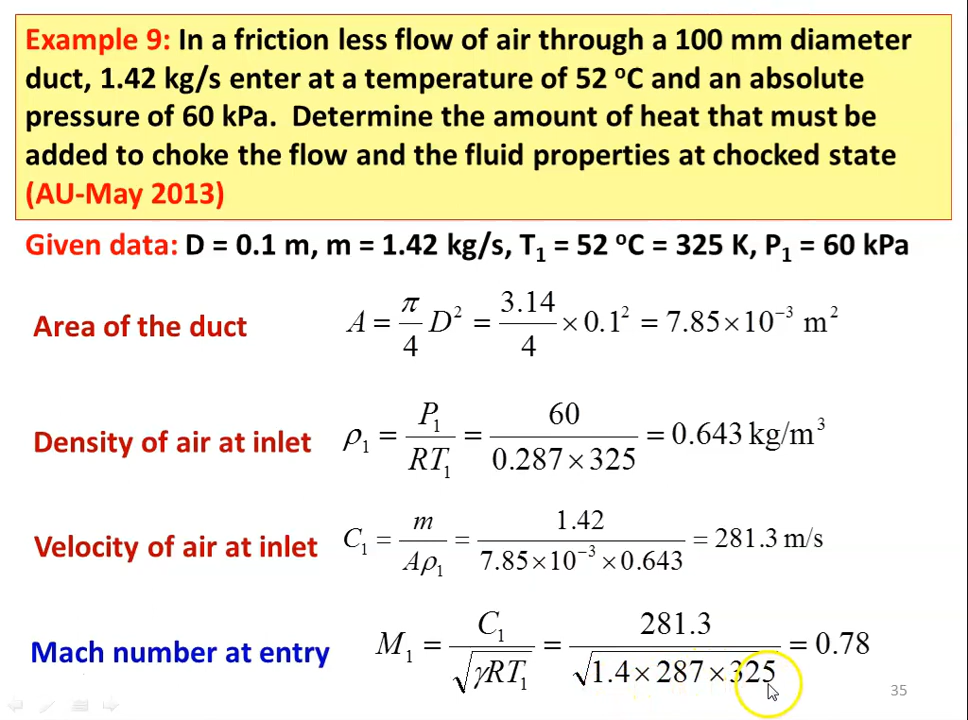 Example 9: In a friction less flow of air through a 100 mm diameter
duct, 1.42 kg/s enter at a temperature of 52 ºC and an absolute
pressure of 60 kPa. Determine the amount of heat that must be
added to choke the flow and the fluid properties at chocked state
(AU-May 2013)
Given data: D = 0.1 m, m = 1.42 kg/s, T₁ = 52 ºC = 325 K, P₁ = 60 kPa
Area of the duct A = π/4 D² = 3.14/4 × 0.1² = 7.85×10⁻³ m²
Density of air at inlet ρ₁ = P₁/RT₁ = 60/0.287×325 = 0.643 kg/m³
Velocity of air at inlet C₁ = m/Aρ₁ = 1.42/7.85×10⁻³×0.643 = 281.3 m/s
Mach number at entry M₁ = C₁/√γRT₁ = 281.3/√1.4×287×325 = 0.78
35